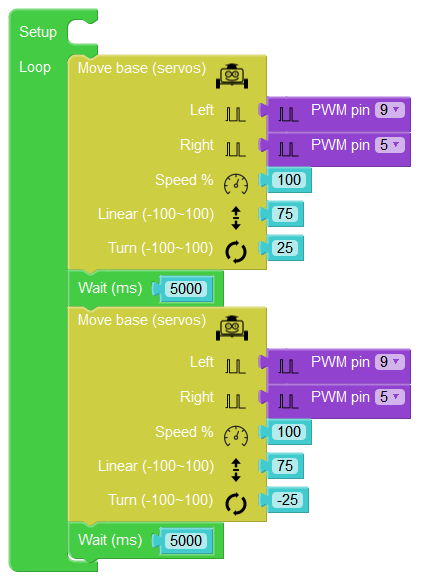 Setup
Loop
Move base (servos)
Left PWM pin 9
Right PWM pin 5
Speed % 100
Linear (-100~100) 75
Turn (-100~100) 25
Wait (ms) 5000
Move base (servos)
Left PWM pin 9
Right PWM pin 5
Speed % 100
Linear (-100~100) 75
Turn (-100~100) -25
Wait (ms) 5000